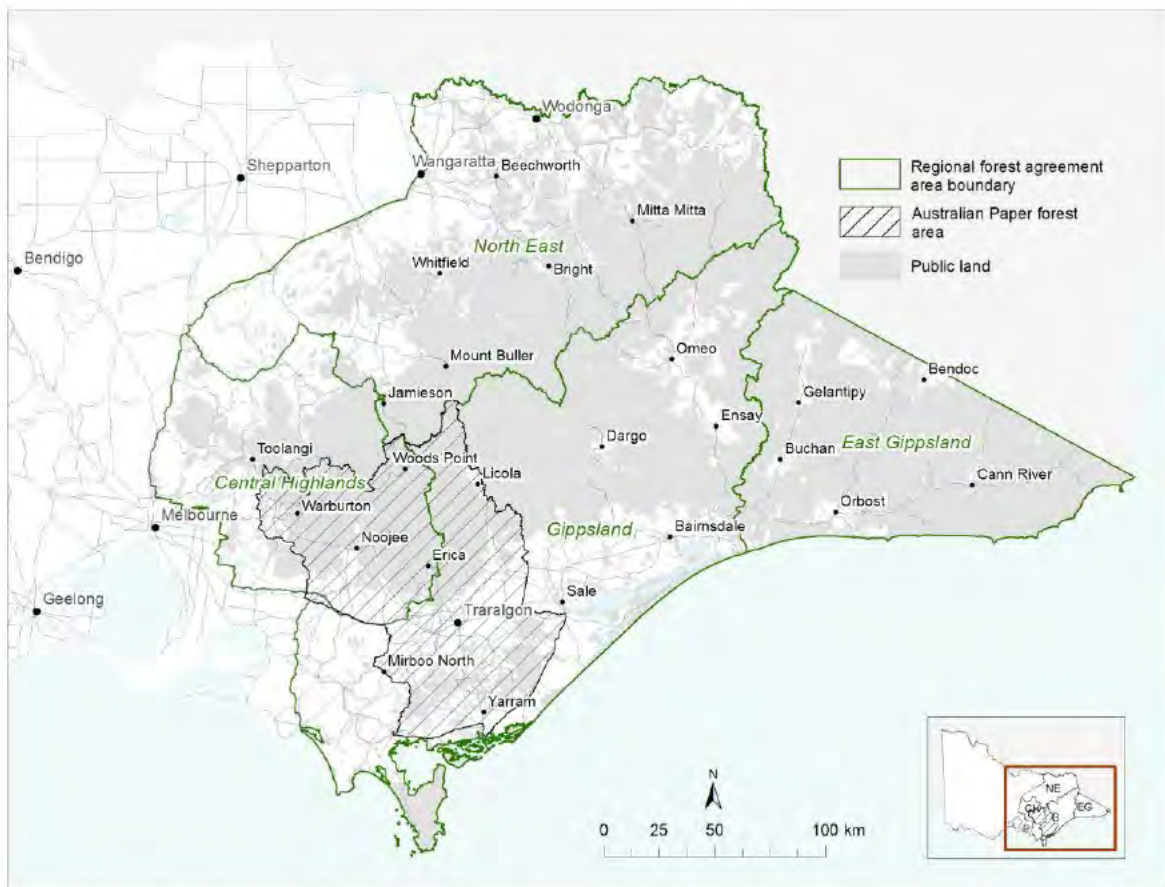 Wodonga
Shepparton
Wangaratta
Beechworth
Regional forest agreement
area boundary
Australian Paper forest
area
Public land
Mitta Mitta
North East
Bendigo
Whitfield
Bright
Mount Buller
Omeo
Jamieson
Bendoc
Gelantipy
Ensay
Toolangi
Dargo
East Gippsland
Buchan
Woods Point
Licola
Central Highlands
Cann River
Warburton
Orbost
Melbourne
Gippsland
Bairnsdale
Noojee
Erica
Sale
Geelong
Traralgon
Mirboo North
Yarram
N
0 25 50 100 km
NE
EG
G